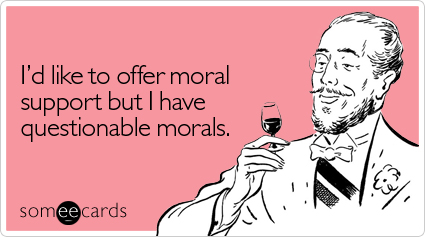 I'd like to offer moral
support but I have
questionable morals.
someecards